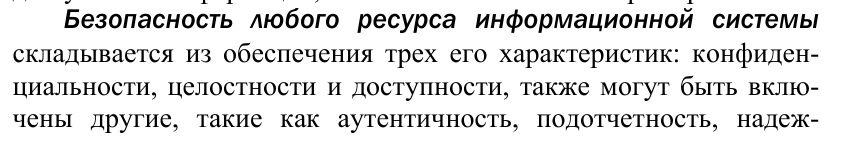 Безопасность любого ресурса информационной системы
складывается из обеспечения трех его характеристик: конфиден-
циальности, целостности и доступности, также могут быть вклю-
чены другие, такие как аутентичность, подотчетность, надеж-